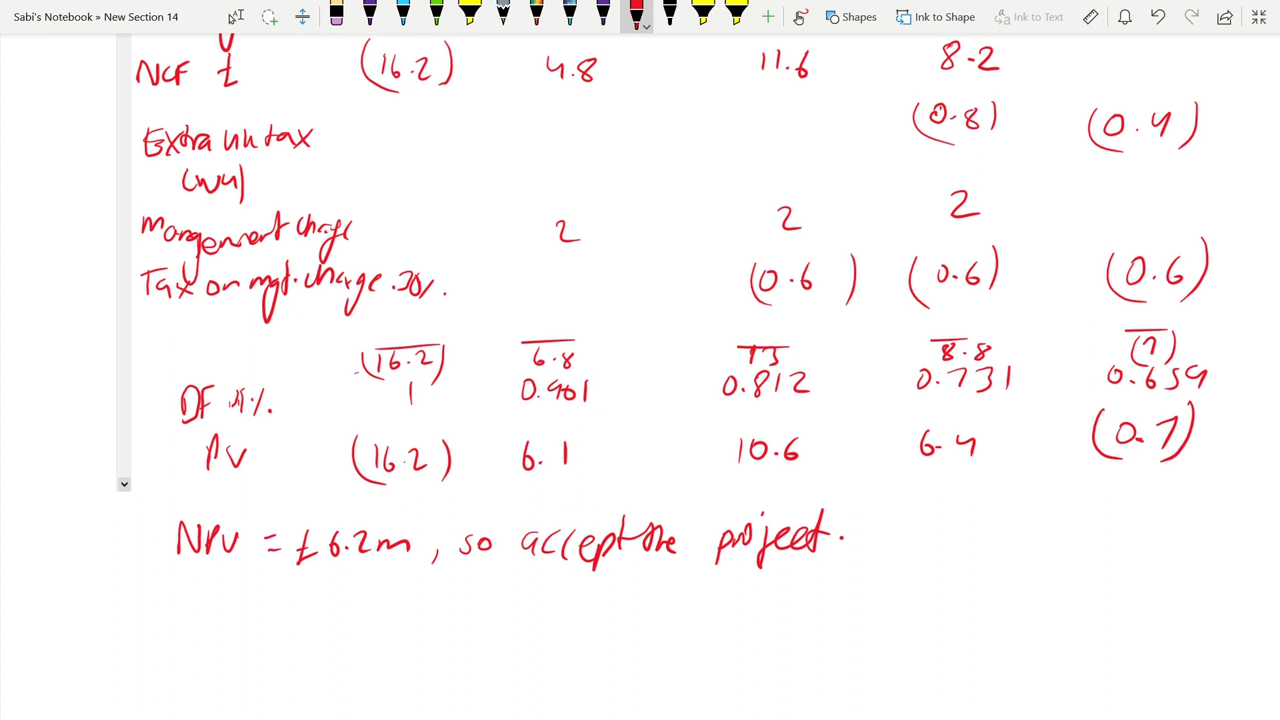 Sabi's Notebook » New Section 14
Shapes Ink to Shape Ink to Text
NCF £ (16.2) 4.8 11.6 8.2
(0.8) (0.4)
Extra UK tax
(W4)
Management charge 2 2 2
Tax on mgt. charge 30%. (0.6) (0.6) (0.6)
(16.2) 6.8 13 8.8 (1)
DF 11% 1 0.901 0.812 0.731 0.659
PV (16.2) 6.1 10.6 6.4 (0.7)
NPV = £6.2m, so accept the project.